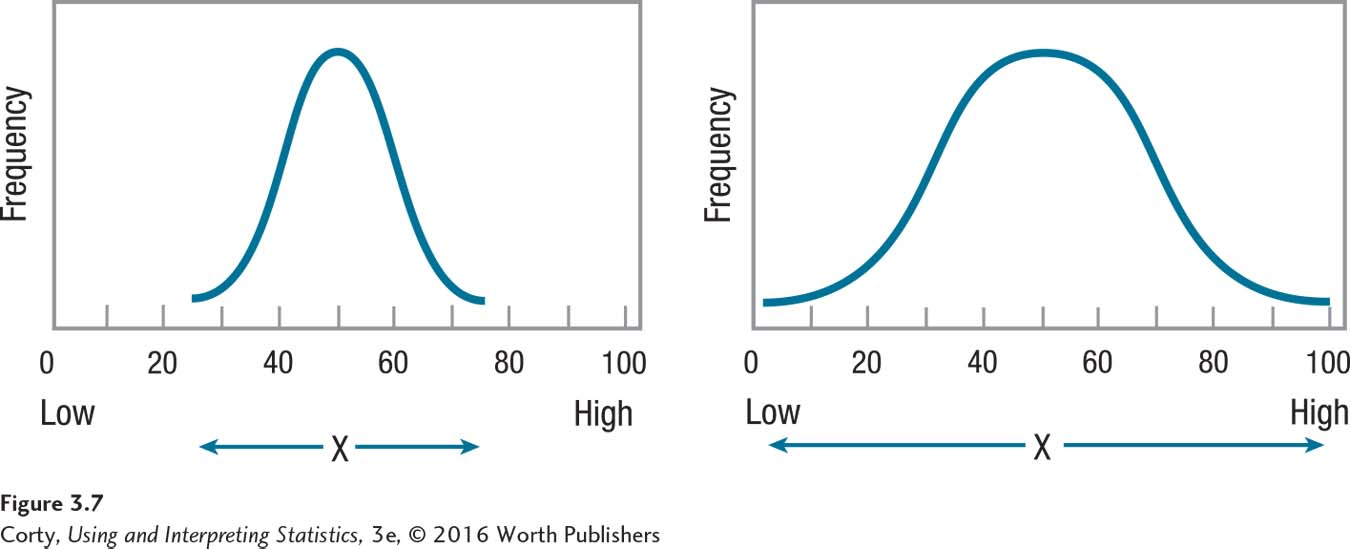 Frequency
0 20 40 60 80 100
Low High
X
Frequency
0 20 40 60 80 100
Low High
X
Figure 3.7
Corty, Using and Interpreting Statistics, 3e, © 2016 Worth Publishers